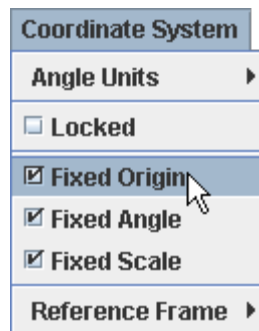 Coordinate System
Angle Units
Locked
Fixed Origin
Fixed Angle
Fixed Scale
Reference Frame